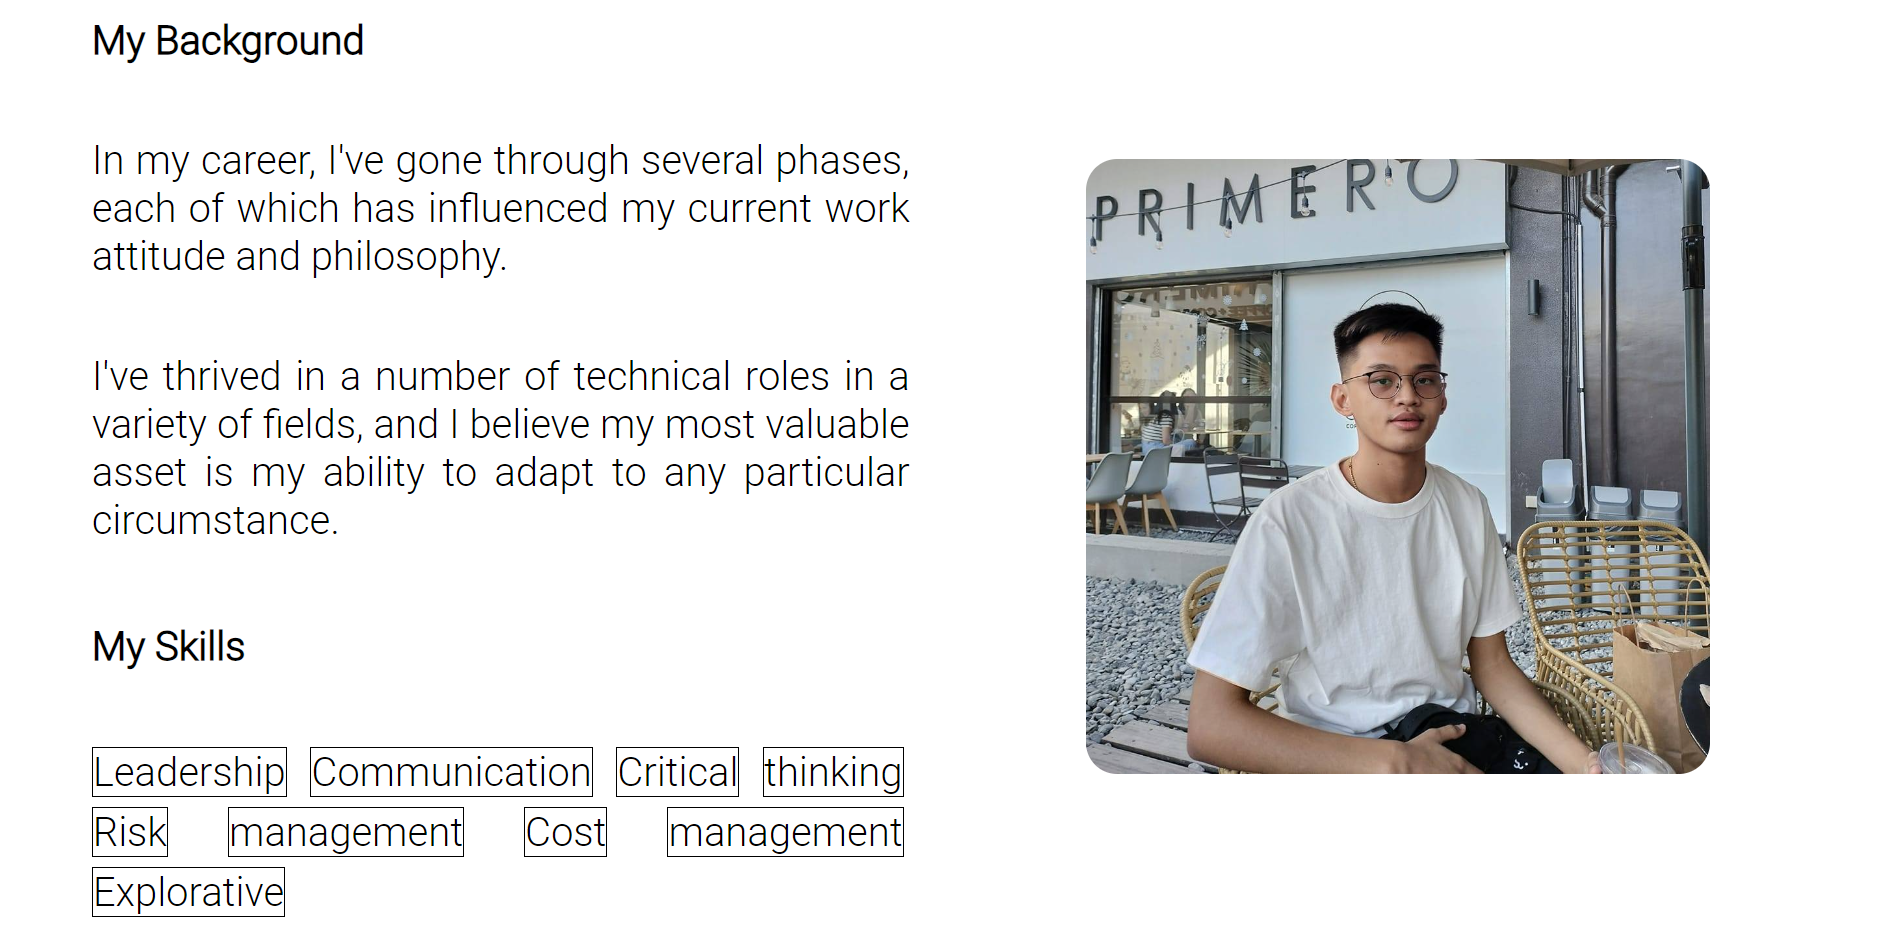 My Background
In my career, I've gone through several phases,
each of which has influenced my current work
attitude and philosophy.
I've thrived in a number of technical roles in a
variety of fields, and I believe my most valuable
asset is my ability to adapt to any particular
circumstance.
My Skills
Leadership Communication Critical thinking
Risk management Cost management
Explorative
PRIMERO